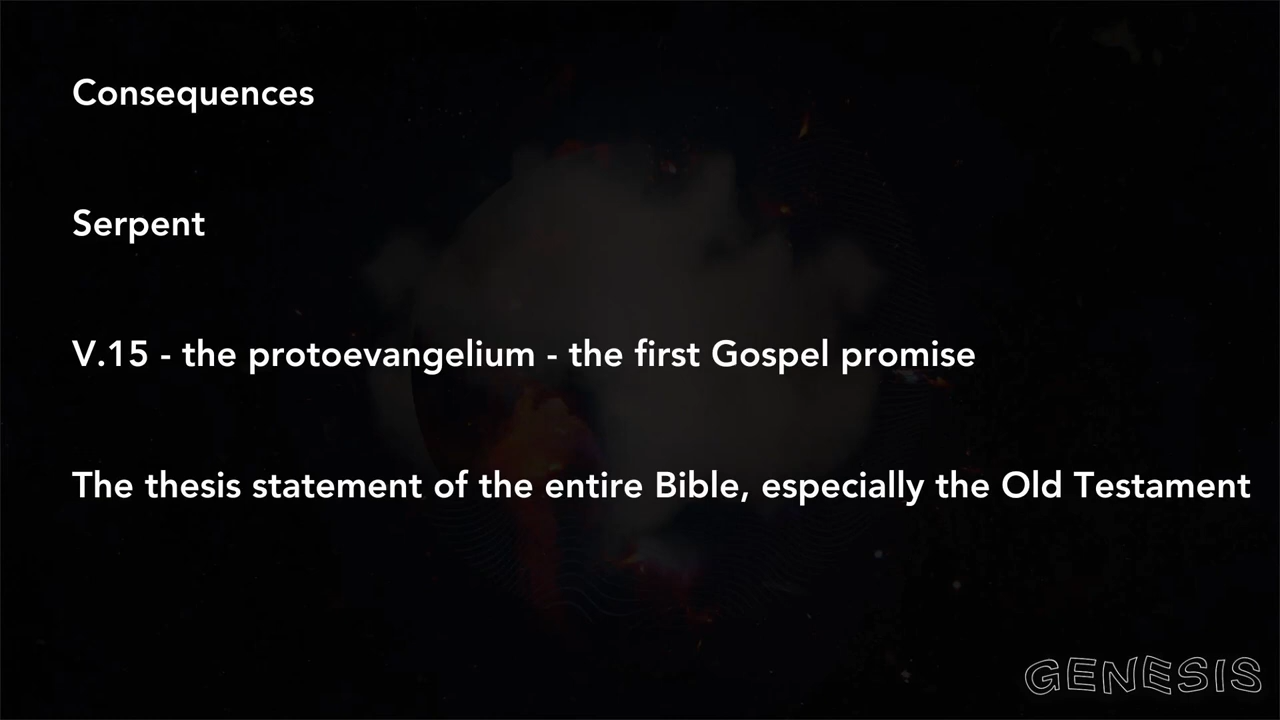 Consequences
Serpent
V.15 - the protoevangelium - the first Gospel promise
The thesis statement of the entire Bible, especially the Old Testament
GENESIS